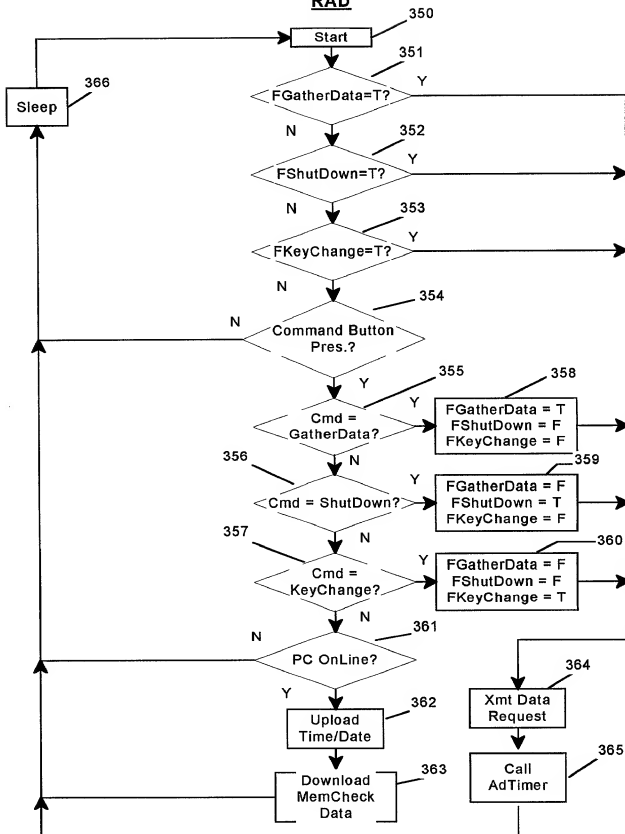 RAD
350
Start
351
FGatherData=T?
Y
366
Sleep
N
352
FShutDown=T?
Y
N
353
FKeyChange=T?
Y
N
354
N
Command Button
Pres.?
Y
355
358
Cmd =
GatherData?
Y
FGatherData = T
FShutDown = F
FKeyChange = F
N
356
359
Cmd = ShutDown?
Y
FGatherData = F
FShutDown = T
FKeyChange = F
N
357
360
Cmd =
KeyChange?
Y
FGatherData = F
FShutDown = F
FKeyChange = T
N
361
N
PC OnLine?
Y
364
Xmt Data
Request
362
Upload
Time/Date
365
Call
AdTimer
363
Download
MemCheck
Data